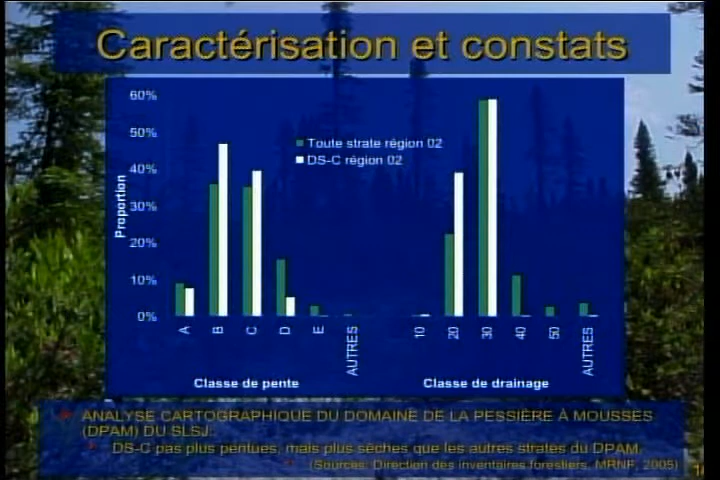 Caractérisation et constats
60%
50%
40%
30%
20%
10%
0%
Proportion
Toute strate région 02
DS-C région 02
A B C D E AUTRES
10 20 30 40 50 AUTRES
Classe de pente
Classe de drainage
ANALYSE CARTOGRAPHIQUE DU DOMAINE DE LA PESSIÈRE À MOUSSES
(DPAM) DU SLSJ:
DS-C pas plus pentues, mais plus sèches que les autres strates du DPAM.
(Sources: Direction des inventaires forestiers, MRNF, 2005)